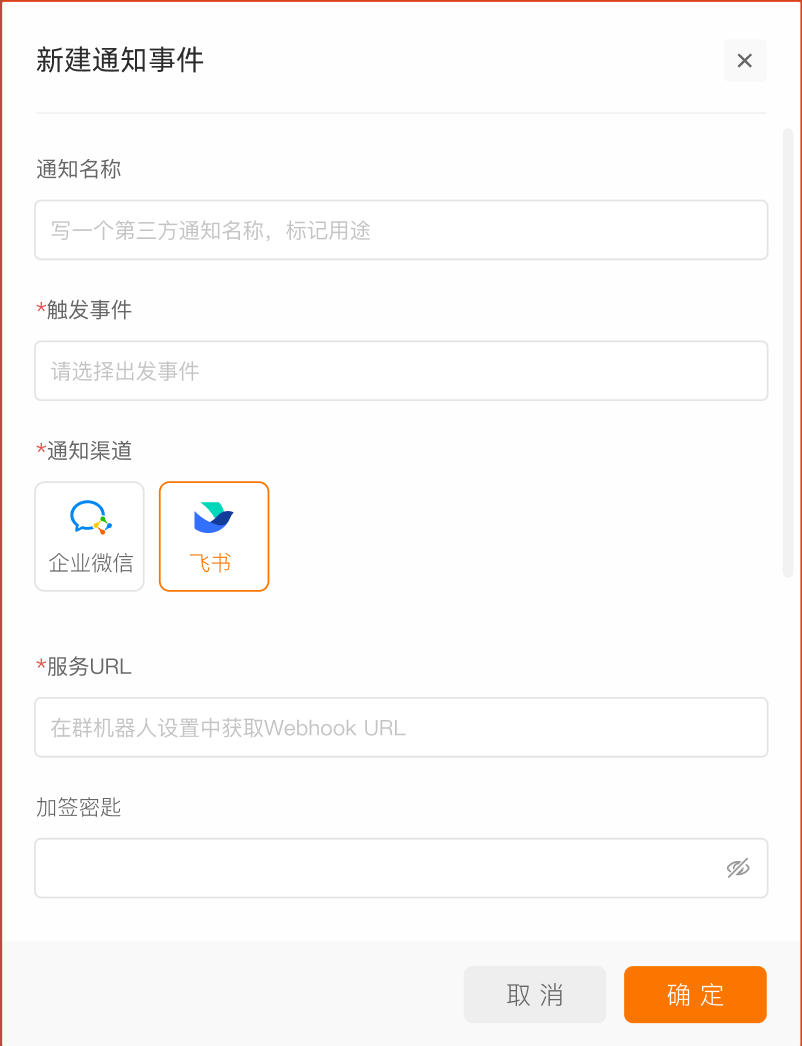 新建通知事件
通知名称
写一个第三方通知名称，标记用途
*触发事件
请选择出发事件
*通知渠道
企业微信
飞书
*服务URL
在群机器人设置中获取Webhook URL
加签密匙
取 消
确 定